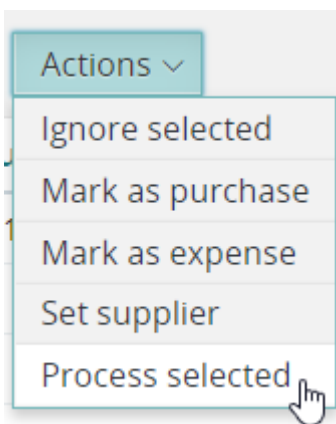 Actions
Ignore selected
Mark as purchase
Mark as expense
Set supplier
Process selected